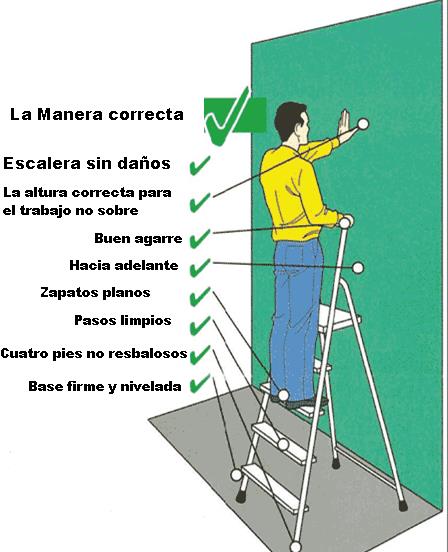 La Manera correcta
Escalera sin daños
La altura correcta para
el trabajo no sobre
Buen agarre
Hacia adelante
Zapatos planos
Pasos limpios
Cuatro pies no resbalosos
Base firme y nivelada